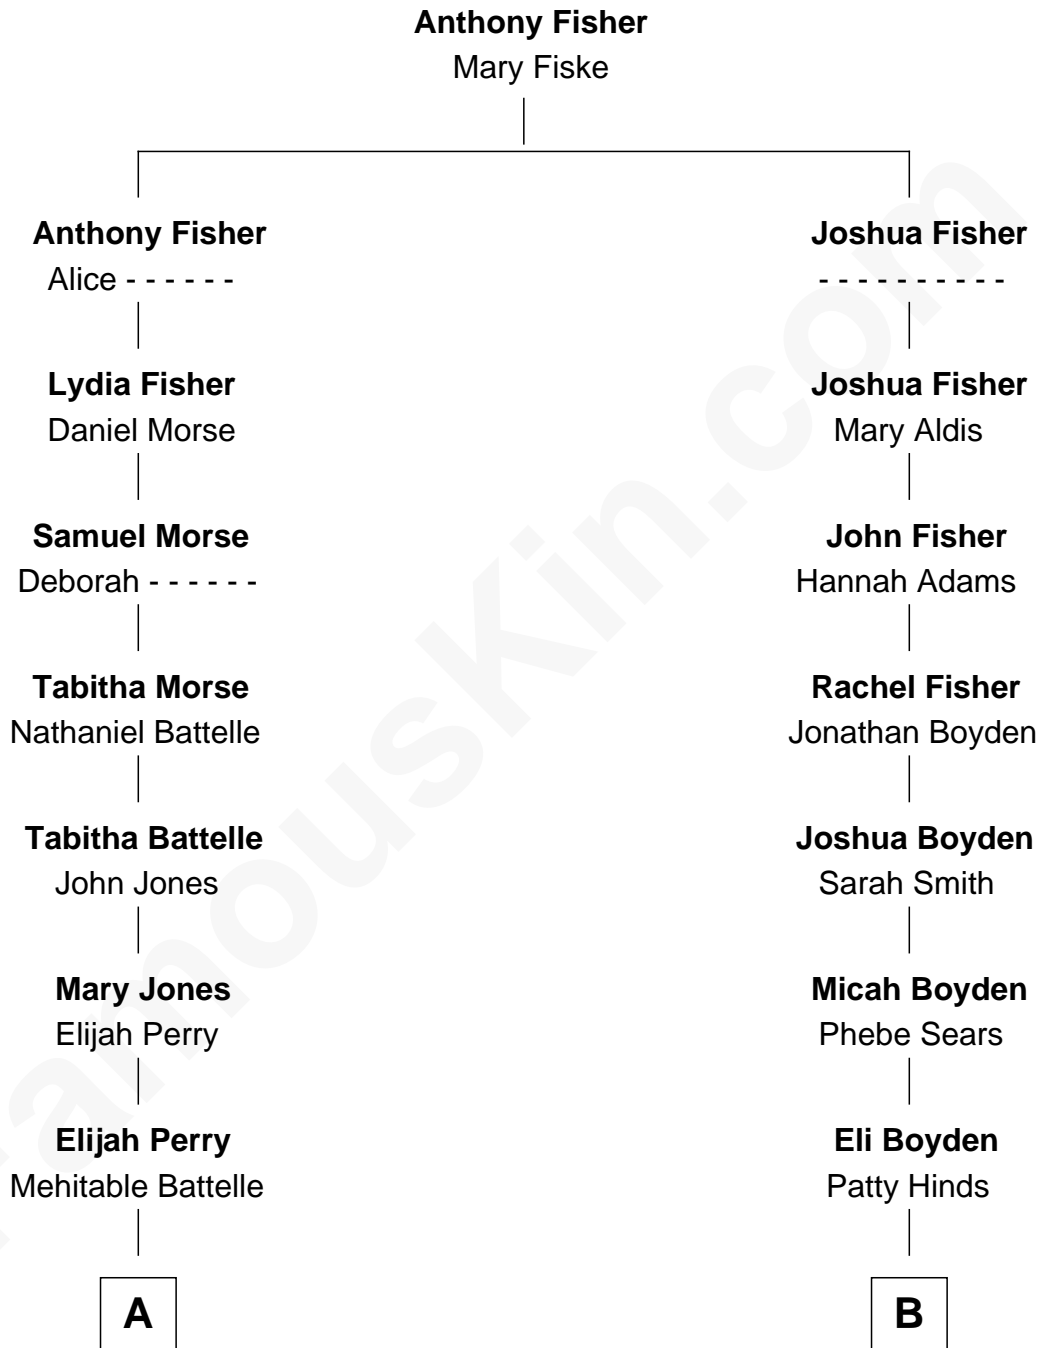 Anthony Fisher
Mary Fiske
Anthony Fisher
Alice - - - - - -
Joshua Fisher
- - - - - - - - - -
Lydia Fisher
Daniel Morse
Joshua Fisher
Mary Aldis
Samuel Morse
Deborah - - - - - -
John Fisher
Hannah Adams
Tabitha Morse
Nathaniel Battelle
Rachel Fisher
Jonathan Boyden
Tabitha Battelle
John Jones
Joshua Boyden
Sarah Smith
Mary Jones
Elijah Perry
Micah Boyden
Phebe Sears
Elijah Perry
Mehitable Battelle
Eli Boyden
Patty Hinds
A
B
FamousKin.com